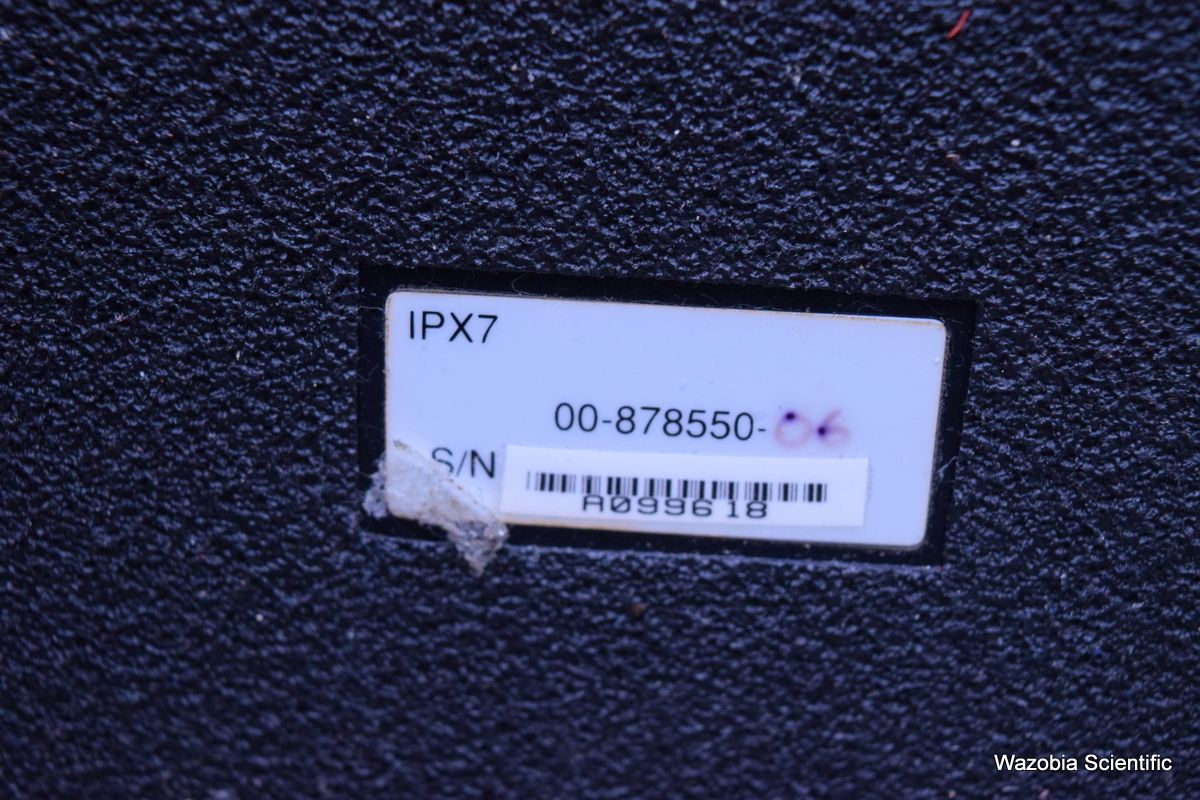 IPX7
00-878550-06
S/N
A099618
Wazobia Scientific